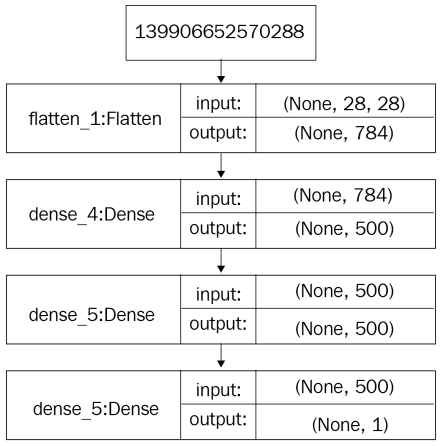 139906652570288
flatten_1:Flatten
input:
(None, 28, 28)
output:
(None, 784)
dense_4:Dense
input:
(None, 784)
output:
(None, 500)
dense_5:Dense
input:
(None, 500)
output:
(None, 500)
dense_5:Dense
input:
(None, 500)
output:
(None, 1)